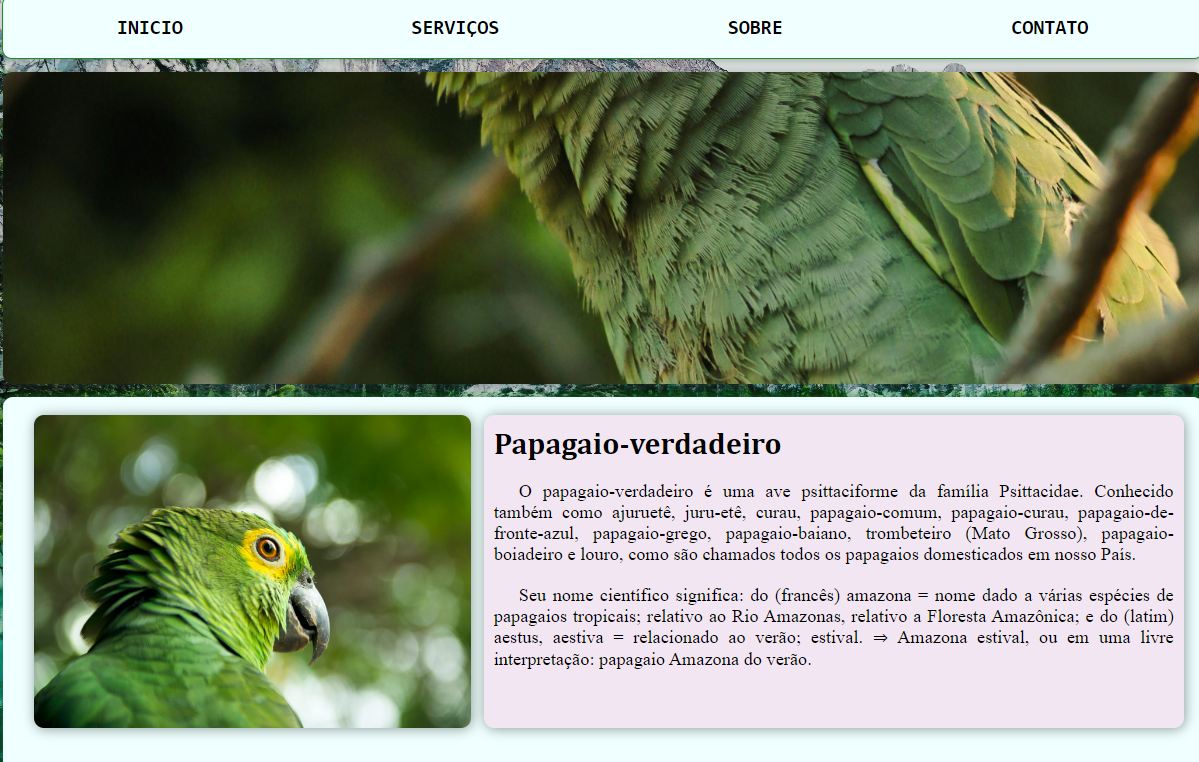 INICIO
SERVIÇOS
SOBRE
CONTATO
Papagaio-verdadeiro
O papagaio-verdadeiro é uma ave psittaciforme da família Psittacidae. Conhecido
também como ajuruetê, juru-etê, curau, papagaio-comum, papagaio-curau, papagaio-de-
fronte-azul, papagaio-grego, papagaio-baiano, trombeteiro (Mato Grosso), papagaio-
boiadeiro e louro, como são chamados todos os papagaios domesticados em nosso País.
Seu nome científico significa: do (francês) amazona = nome dado a várias espécies de
papagaios tropicais; relativo ao Rio Amazonas, relativo a Floresta Amazônica; e do (latim)
aestus, aestiva = relacionado ao verão; estival. ⇒ Amazona estival, ou em uma livre
interpretação: papagaio Amazona do verão.